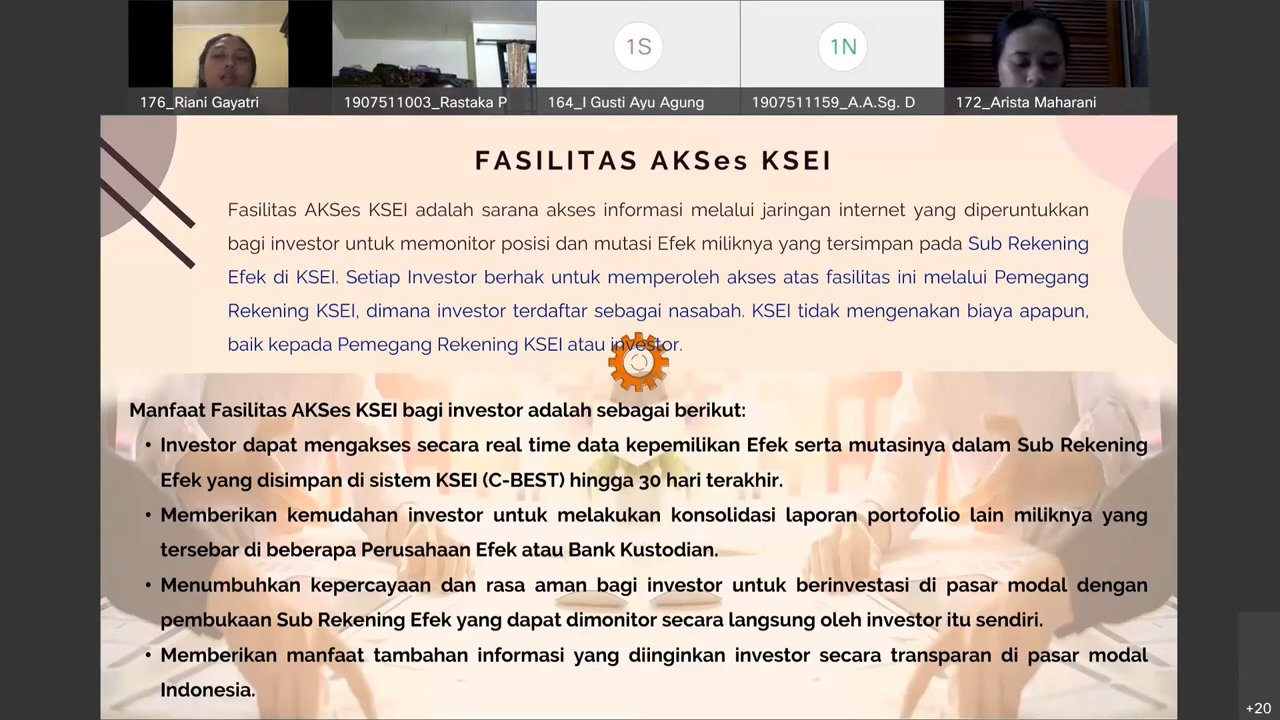 1S
1N
176_Riani Gayatri
1907511003_Rastaka P
164_I Gusti Ayu Agung
1907511159_A.A.Sg. D
172_Arista Maharani
FASILITAS AKSes KSEI
Fasilitas AKSes KSEI adalah sarana akses informasi melalui jaringan internet yang diperuntukkan
bagi investor untuk memonitor posisi dan mutasi Efek miliknya yang tersimpan pada Sub Rekening
Efek di KSEI. Setiap Investor berhak untuk memperoleh akses atas fasilitas ini melalui Pemegang
Rekening KSEI, dimana investor terdaftar sebagai nasabah. KSEI tidak mengenakan biaya apapun,
baik kepada Pemegang Rekening KSEI atau investor.
Manfaat Fasilitas AKSes KSEI bagi investor adalah sebagai berikut:
• Investor dapat mengakses secara real time data kepemilikan Efek serta mutasinya dalam Sub Rekening
Efek yang disimpan di sistem KSEI (C-BEST) hingga 30 hari terakhir.
• Memberikan kemudahan investor untuk melakukan konsolidasi laporan portofolio lain miliknya yang
tersebar di beberapa Perusahaan Efek atau Bank Kustodian.
• Menumbuhkan kepercayaan dan rasa aman bagi investor untuk berinvestasi di pasar modal dengan
pembukaan Sub Rekening Efek yang dapat dimonitor secara langsung oleh investor itu sendiri.
• Memberikan manfaat tambahan informasi yang diinginkan investor secara transparan di pasar modal
Indonesia.
+20